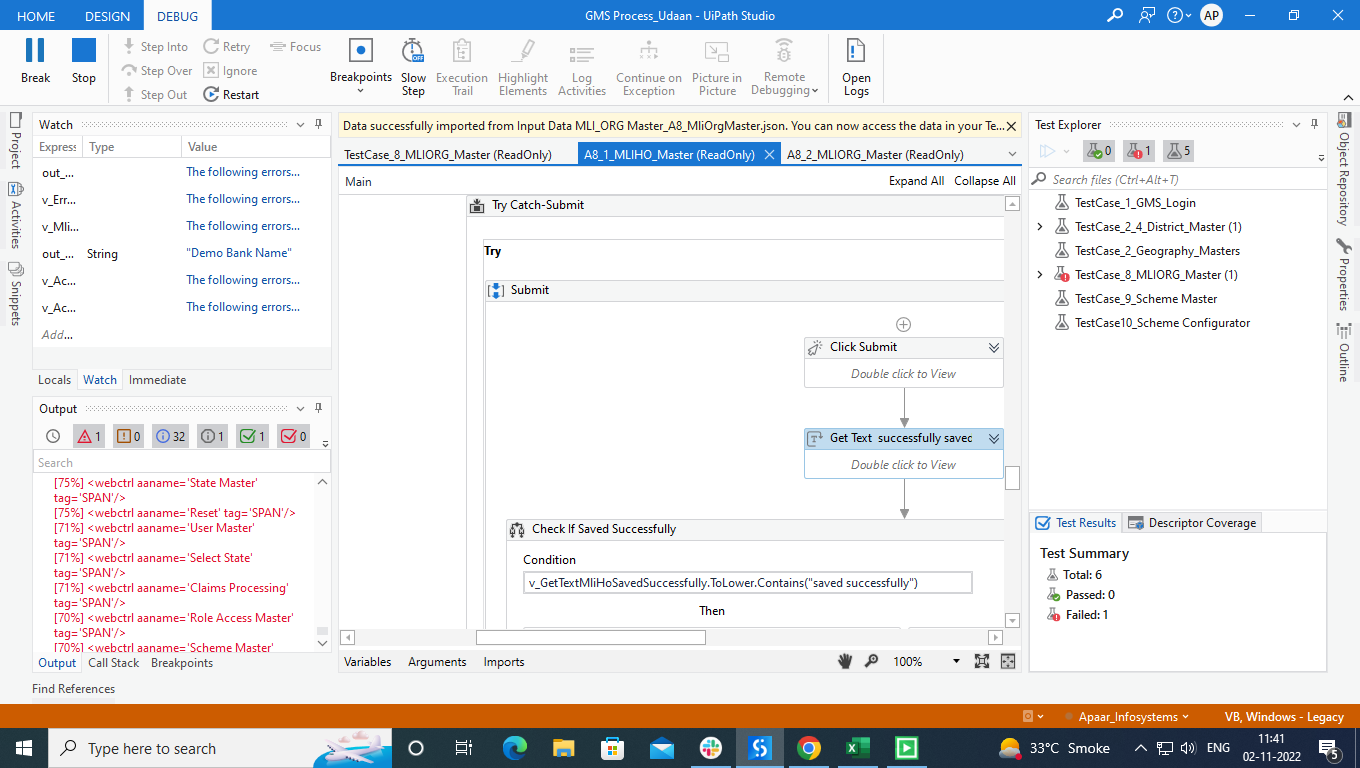 HOME DESIGN DEBUG GMS Process_Udaan - UiPath Studio AP
Break
Stop
Step Into
Step Over
Step Out
Retry
Ignore
Restart
Focus
Breakpoints
Slow
Step
Execution
Trail
Highlight
Elements
Log
Activities
Continue on
Exception
Picture in
Picture
Remote
Debugging
Open
Logs
Project
Activities
Snippets
Watch
Express Type Value
out_... The following errors...
v_Err... The following errors...
v_Mli... The following errors...
out_... String "Demo Bank Name"
v_Ac... The following errors...
v_Ac... The following errors...
Add...
Locals Watch Immediate
Output
1 0 32 1 1 0
Search
[75%] <webctrl aaname='State Master'
tag='SPAN'/>
[75%] <webctrl aaname='Reset' tag='SPAN'/>
[71%] <webctrl aaname='User Master'
tag='SPAN'/>
[71%] <webctrl aaname='Select State'
tag='SPAN'/>
[71%] <webctrl aaname='Claims Processing'
tag='SPAN'/>
[70%] <webctrl aaname='Role Access Master'
tag='SPAN'/>
[70%] <webctrl aaname='Scheme Master'
Output Call Stack Breakpoints
Find References
Data successfully imported from Input Data MLI_ORG Master_A8_MliOrgMaster.json. You can now access the data in your Te...
TestCase_8_MLIORG_Master (ReadOnly) A8_1_MLIHO_Master (ReadOnly) A8_2_MLIORG_Master (ReadOnly)
Main Expand All Collapse All
Try Catch-Submit
Try
Submit
Click Submit
Double click to View
Get Text successfully saved
Double click to View
Check If Saved Successfully
Condition
v_GetTextMliHoSavedSuccessfully.ToLower.Contains("saved successfully")
Then
Variables Arguments Imports 100%
Test Explorer
0 1 5
Search files (Ctrl+Alt+T)
TestCase_1_GMS_Login
TestCase_2_4_District_Master (1)
TestCase_2_Geography_Masters
TestCase_8_MLIORG_Master (1)
TestCase_9_Scheme Master
TestCase10_Scheme Configurator
Test Results Descriptor Coverage
Test Summary
Total: 6
Passed: 0
Failed: 1
Object Repository
Properties
Outline
Apaar_Infosystems VB, Windows - Legacy
Type here to search
33°C Smoke
ENG
11:41
02-11-2022
5